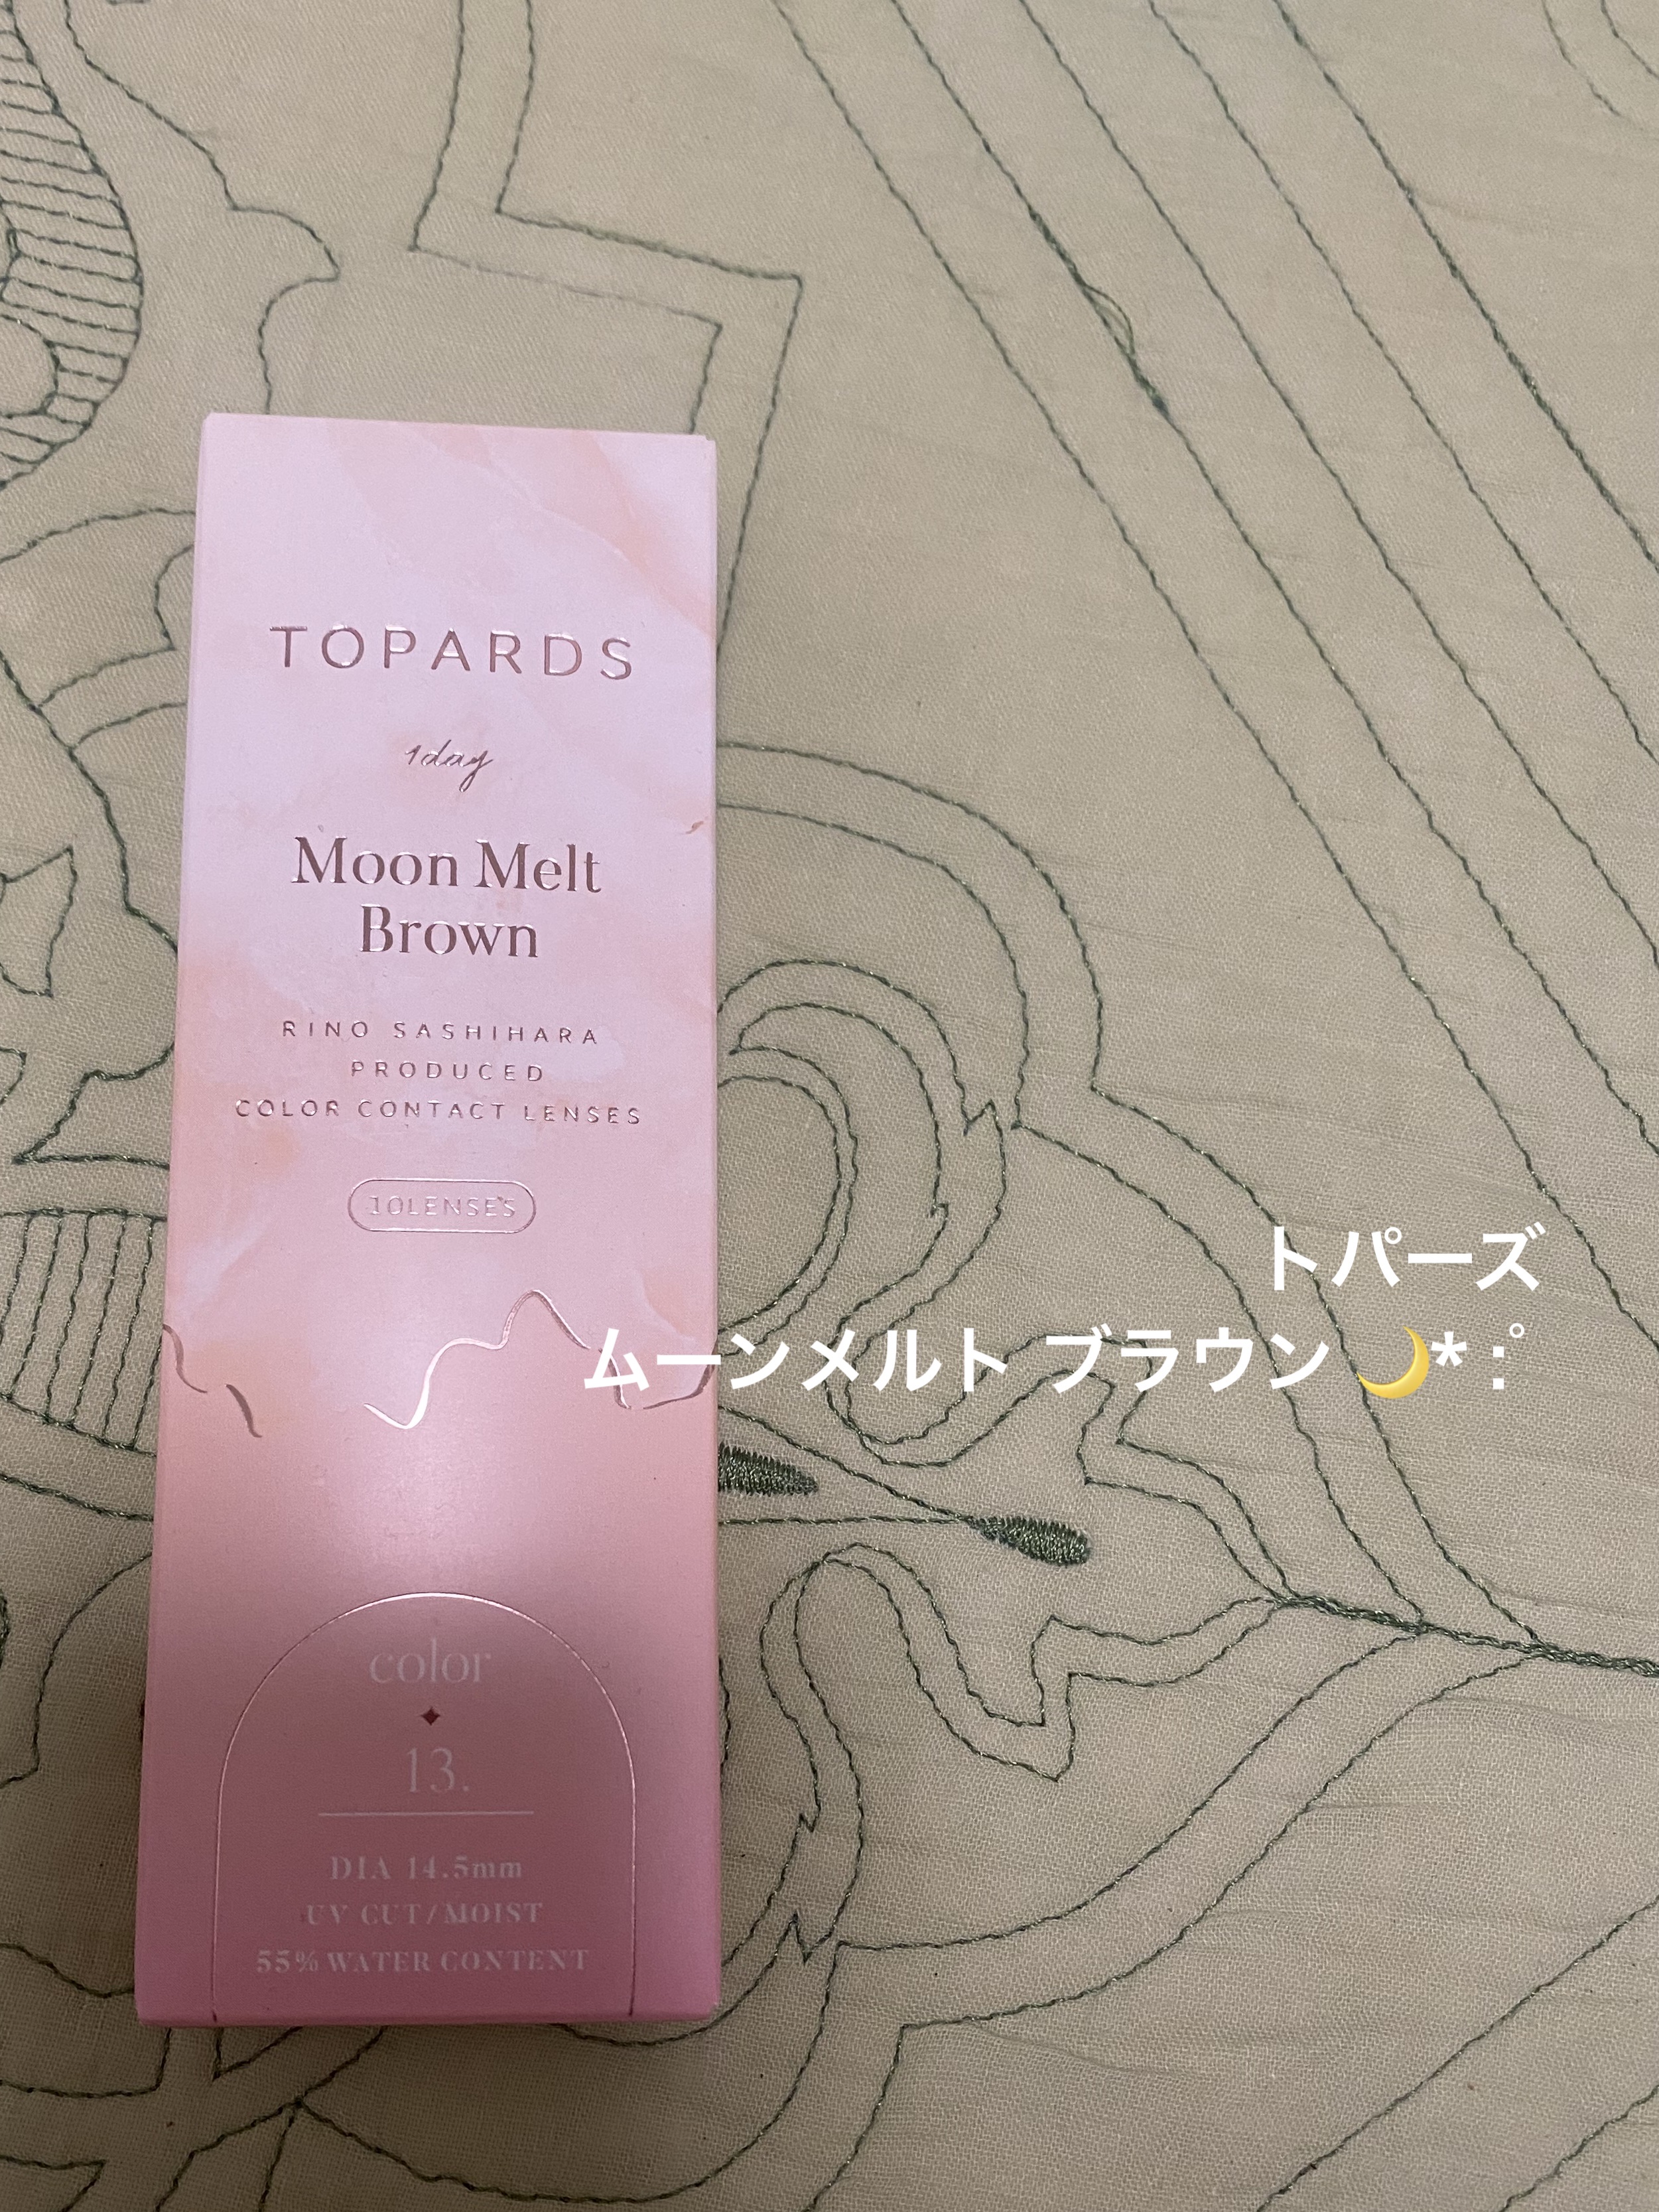 TOPARDS
1day
Moon Melt
Brown
RINO SASHIHARA
PRODUCED
COLOR CONTACT LENSES
10LENSES
トパーズ
ムーンメルト ブラウン🌙*:゚
color
13.
DIA 14.5mm
UV CUT/MOIST
55% WATER CONTENT